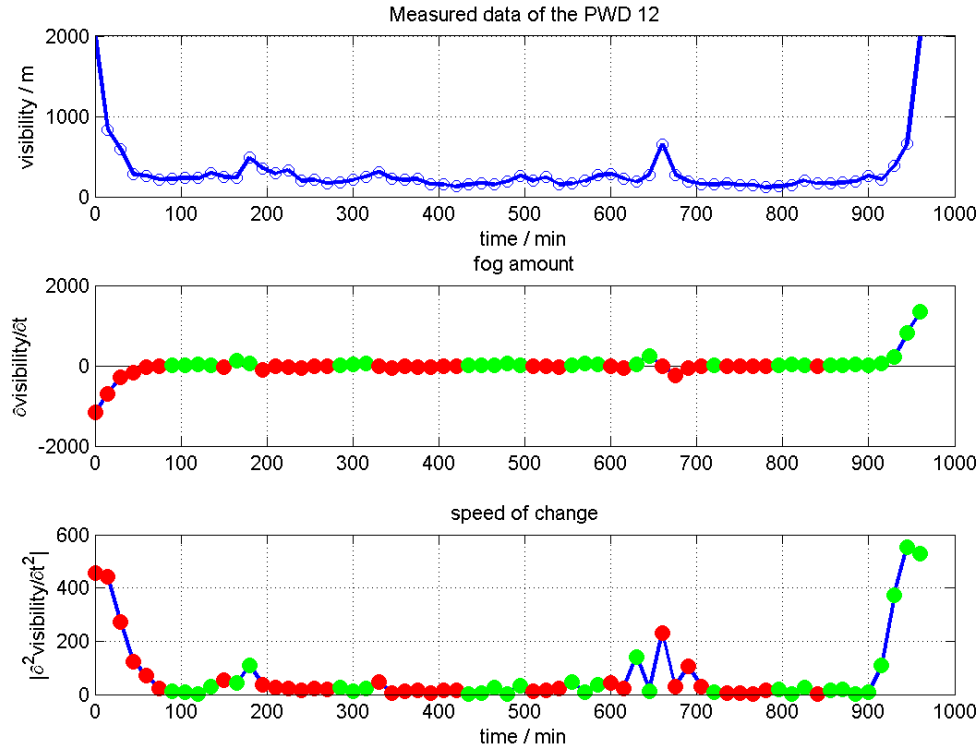 Measured data of the PWD 12
visibility / m
2000
1000
0
0 100 200 300 400 500 600 700 800 900 1000
time / min
fog amount
∂visibility/∂t
2000
0
-2000
0 100 200 300 400 500 600 700 800 900 1000
speed of change
|∂^2visibility/∂t^2|
600
400
200
0
0 100 200 300 400 500 600 700 800 900 1000
time / min